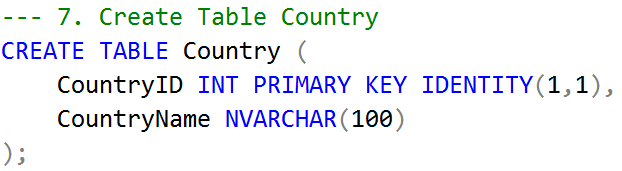 --- 7. Create Table Country
CREATE TABLE Country (
    CountryID INT PRIMARY KEY IDENTITY(1,1),
    CountryName NVARCHAR(100)
);